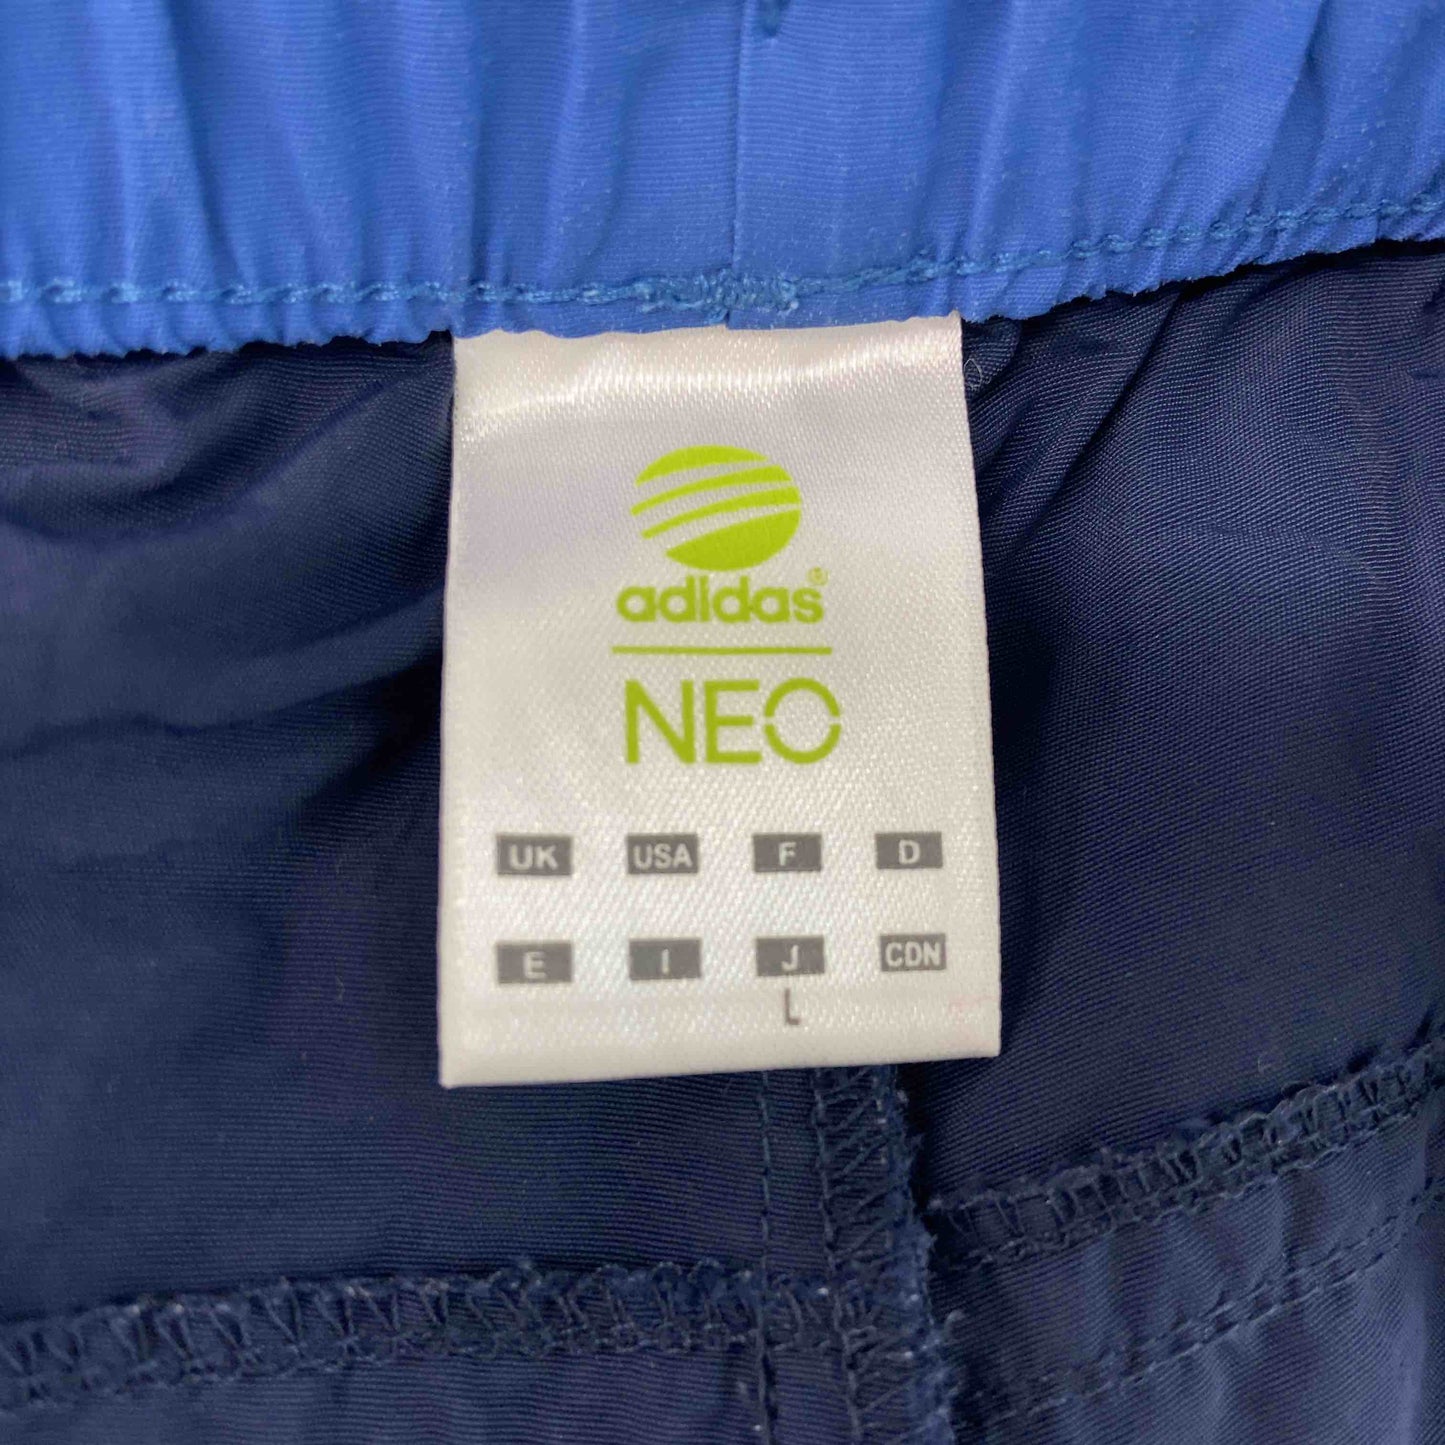 adidas®
NEO
UK USA F D
E I J CDN
L